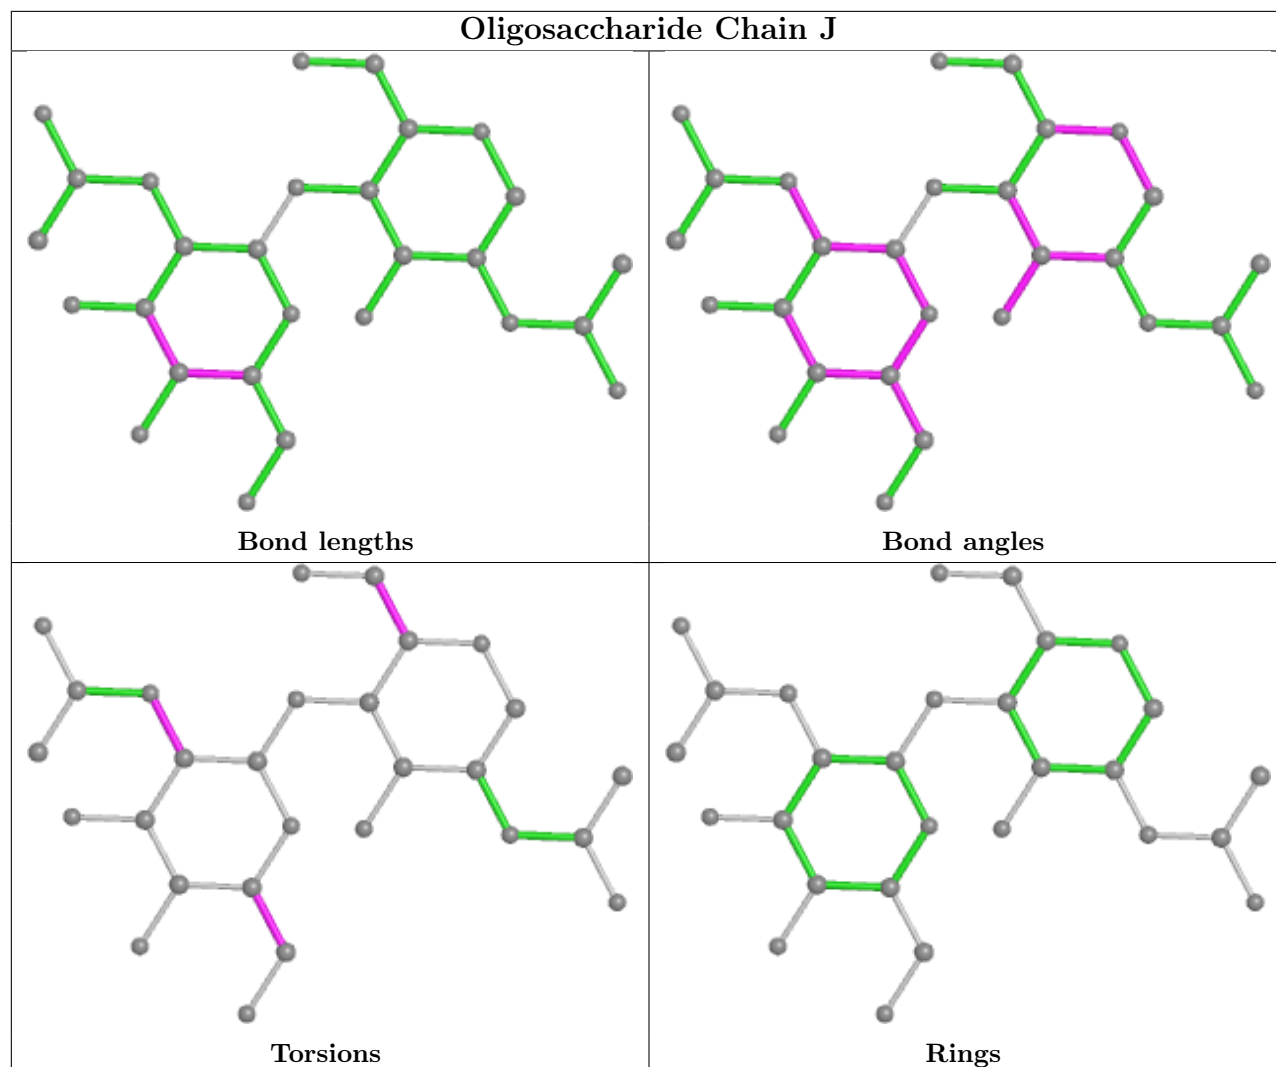 Oligosaccharide Chain J
Bond lengths
Bond angles
Torsions
Rings